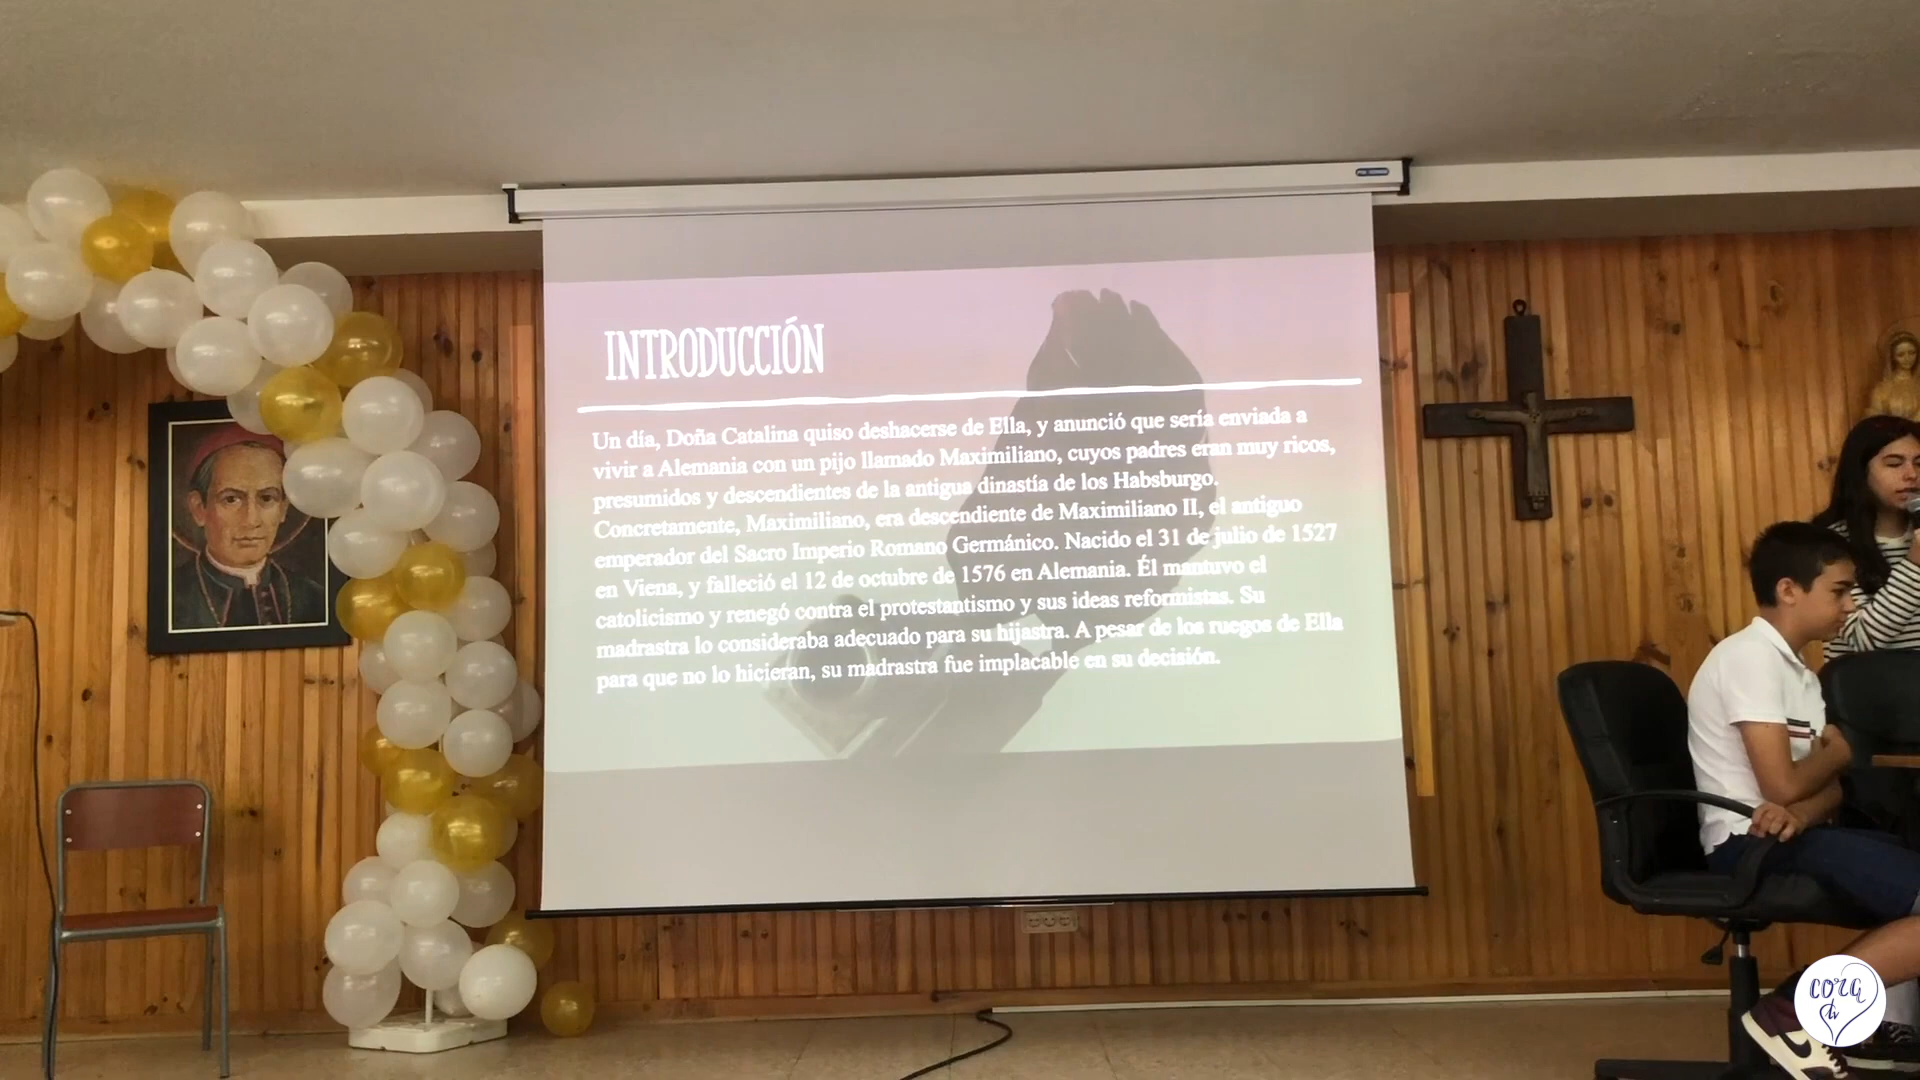 INTRODUCCIÓN
Un día, Doña Catalina quiso deshacerse de Ella, y anunció que sería enviada a
vivir a Alemania con un pijo llamado Maximiliano, cuyos padres eran muy ricos,
presumidos y descendientes de la antigua dinastía de los Habsburgo.
Concretamente, Maximiliano, era descendiente de Maximiliano II, el antiguo
emperador del Sacro Imperio Romano Germánico. Nacido el 31 de julio de 1527
en Viena, y falleció el 12 de octubre de 1576 en Alemania. Él mantuvo el
catolicismo y renegó contra el protestantismo y sus ideas reformistas. Su
madrastra lo consideraba adecuado para su hijastra. A pesar de los ruegos de Ella
para que no lo hicieran, su madrastra fue implacable en su decisión.